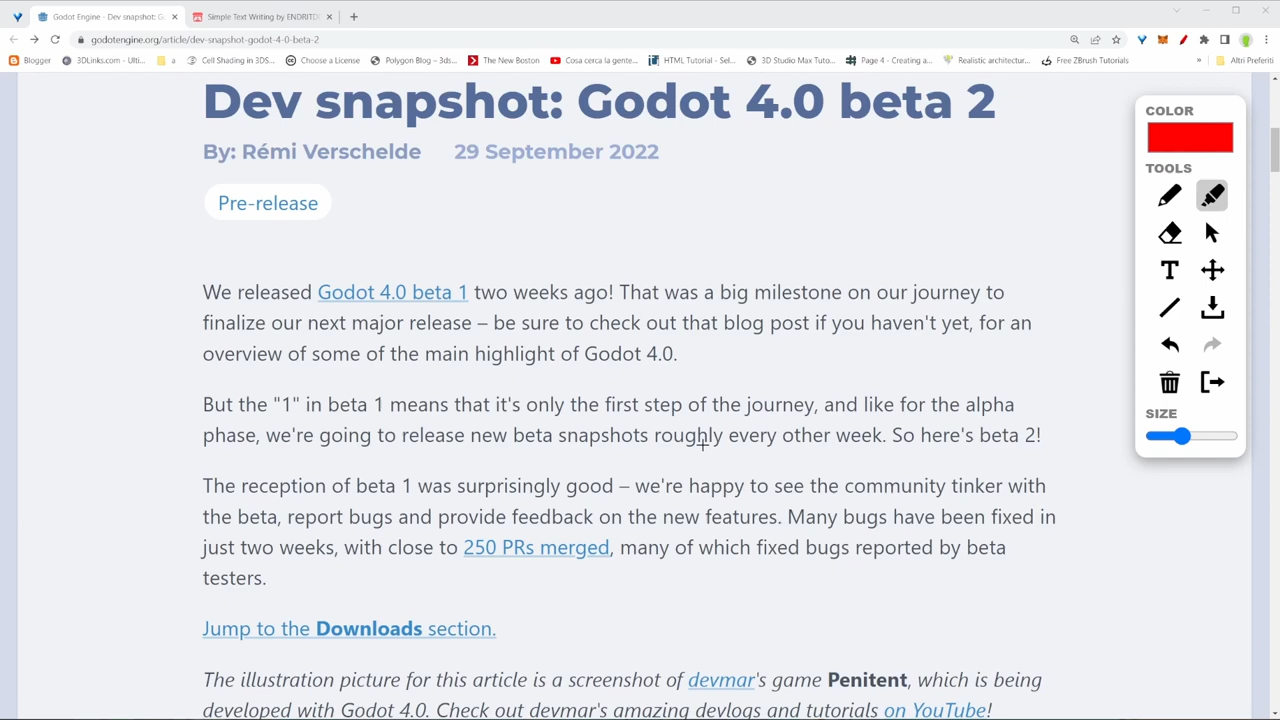 Godot Engine - Dev snapshot: Go
Simple Text Writing by ENDRITD
godotengine.org/article/dev-snapshot-godot-4-0-beta-2
Blogger
3DLinks.com - Ulti...
a
Cell Shading in 3DS...
Choose a License
Polygon Blog – 3ds...
The New Boston
Cosa cerca la gente...
HTML Tutorial - Sel...
3D Studio Max Tuto...
Page 4 - Creating a...
Realistic architectur...
Free ZBrush Tutorials
»
Altri Preferiti
Dev snapshot: Godot 4.0 beta 2
By: Rémi Verschelde 29 September 2022
Pre-release
We released Godot 4.0 beta 1 two weeks ago! That was a big milestone on our journey to
finalize our next major release – be sure to check out that blog post if you haven't yet, for an
overview of some of the main highlight of Godot 4.0.
But the "1" in beta 1 means that it's only the first step of the journey, and like for the alpha
phase, we're going to release new beta snapshots roughly every other week. So here's beta 2!
The reception of beta 1 was surprisingly good – we're happy to see the community tinker with
the beta, report bugs and provide feedback on the new features. Many bugs have been fixed in
just two weeks, with close to 250 PRs merged, many of which fixed bugs reported by beta
testers.
Jump to the Downloads section.
The illustration picture for this article is a screenshot of devmar's game Penitent, which is being
developed with Godot 4.0. Check out devmar's amazing devlogs and tutorials on YouTube!
COLOR
TOOLS
T
SIZE